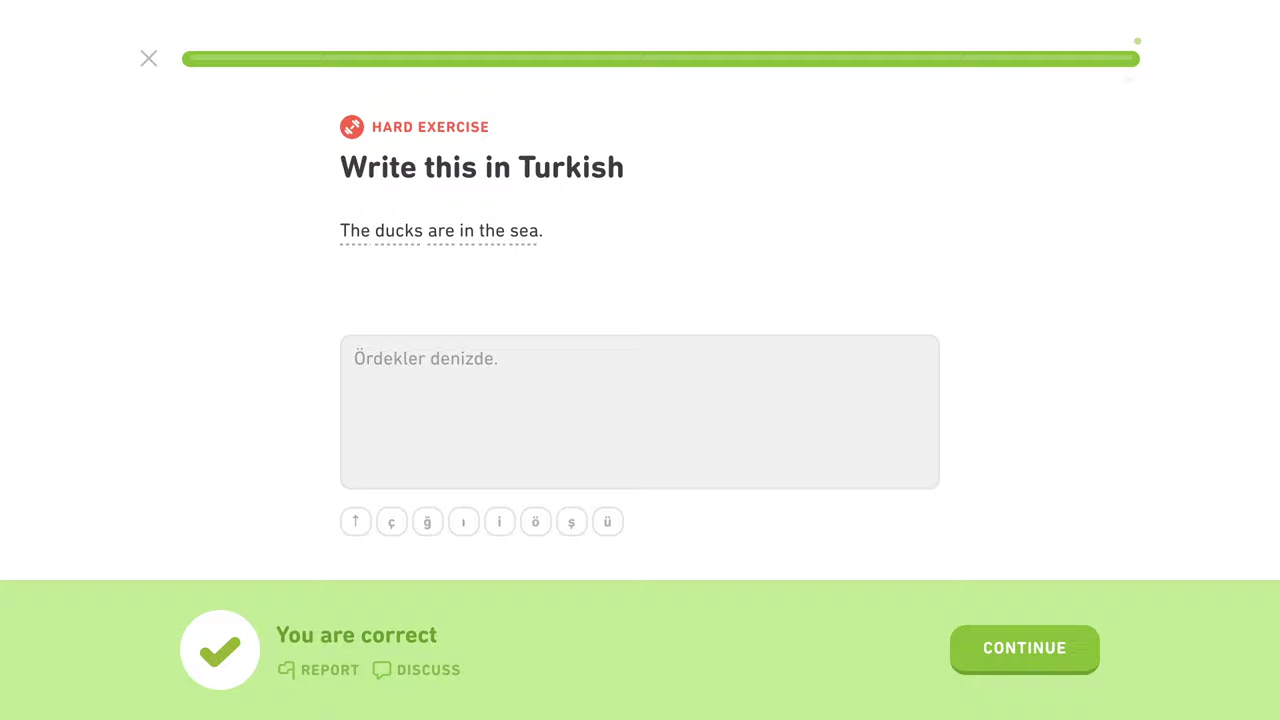 HARD EXERCISE
Write this in Turkish
The ducks are in the sea.
Ördekler denizde.
↑ ç ğ ı i ö ş ü
You are correct
REPORT DISCUSS
CONTINUE